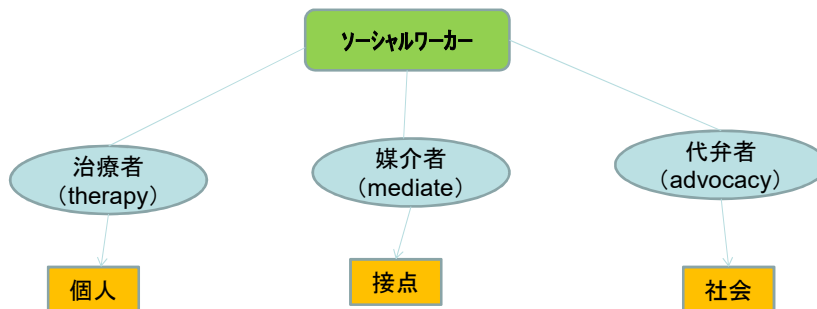 ソーシャルワーカー
治療者
（therapy）
媒介者
（mediate）
代弁者
（advocacy）
個人
接点
社会